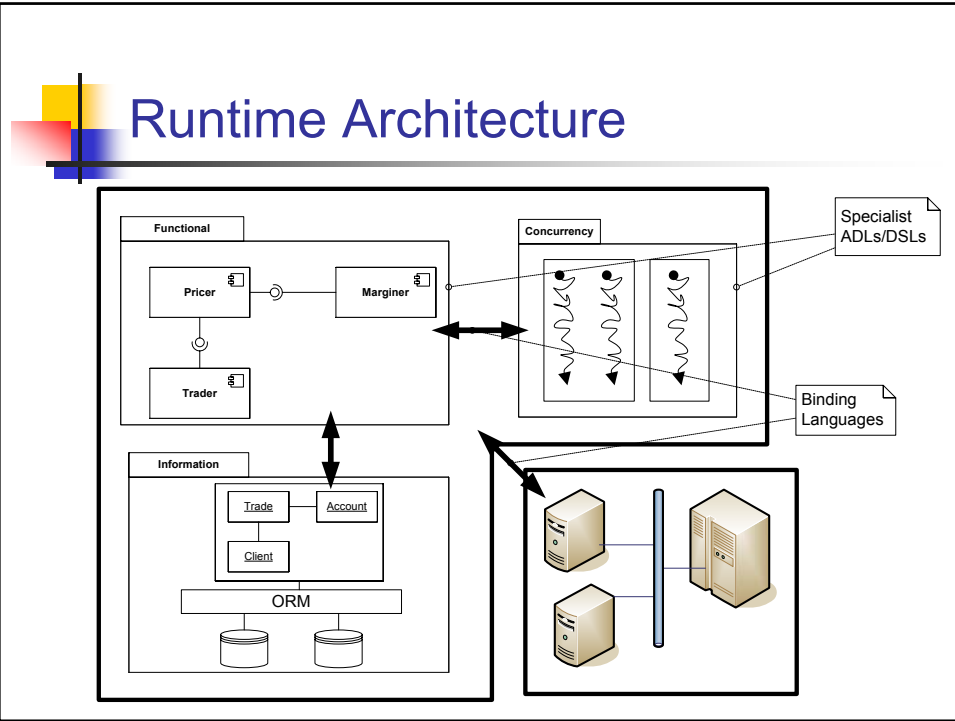 Runtime Architecture
Functional
Concurrency
Specialist
ADLs/DSLs
Pricer
Marginer
Trader
Binding
Languages
Information
Trade
Account
Client
ORM